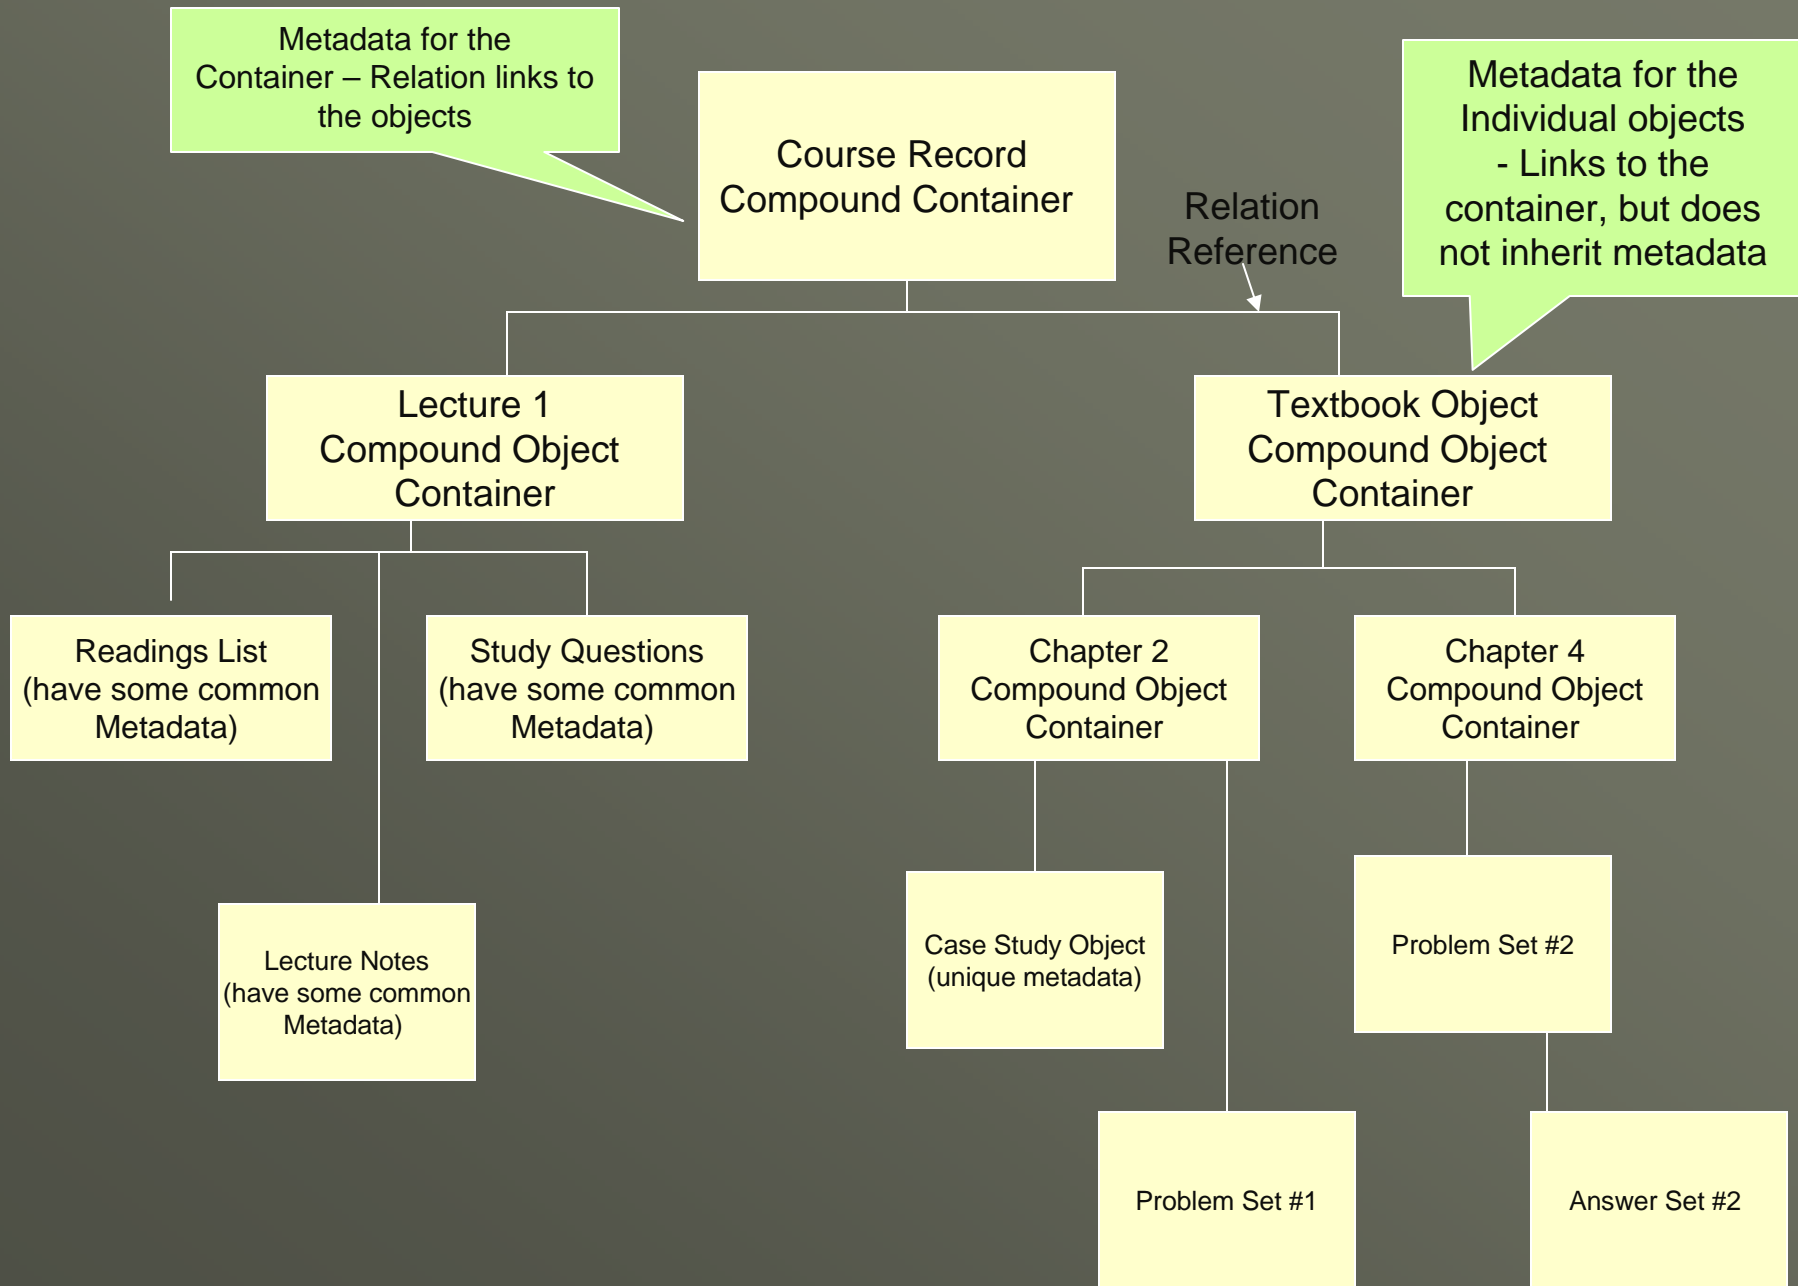 Metadata for the
Container – Relation links to
the objects
Course Record
Compound Container
Relation
Reference
Metadata for the
Individual objects
- Links to the
container, but does
not inherit metadata
Lecture 1
Compound Object
Container
Textbook Object
Compound Object
Container
Readings List
(have some common
Metadata)
Study Questions
(have some common
Metadata)
Chapter 2
Compound Object
Container
Chapter 4
Compound Object
Container
Lecture Notes
(have some common
Metadata)
Case Study Object
(unique metadata)
Problem Set #2
Problem Set #1
Answer Set #2